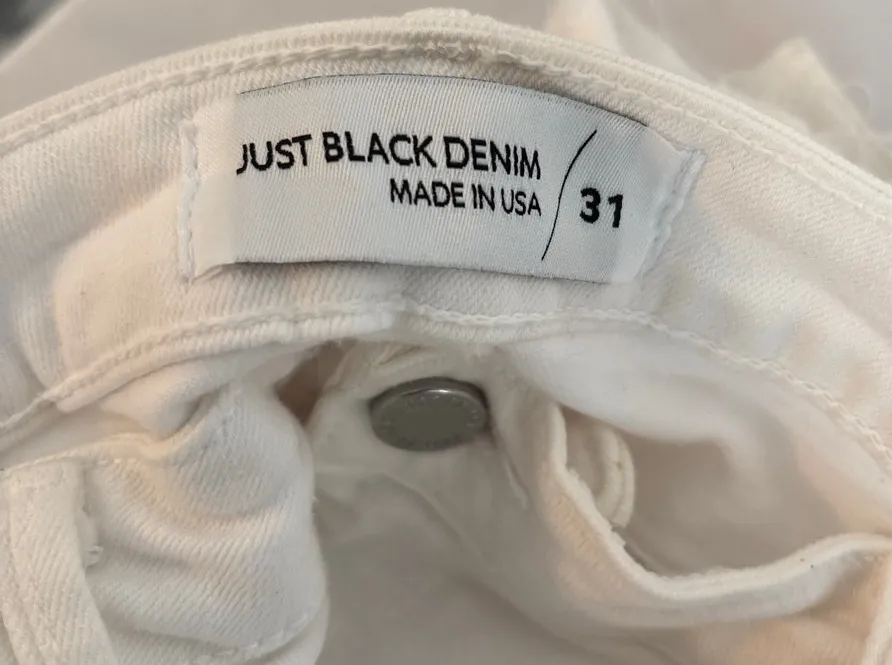 JUST BLACK DENIM
MADE IN USA
31